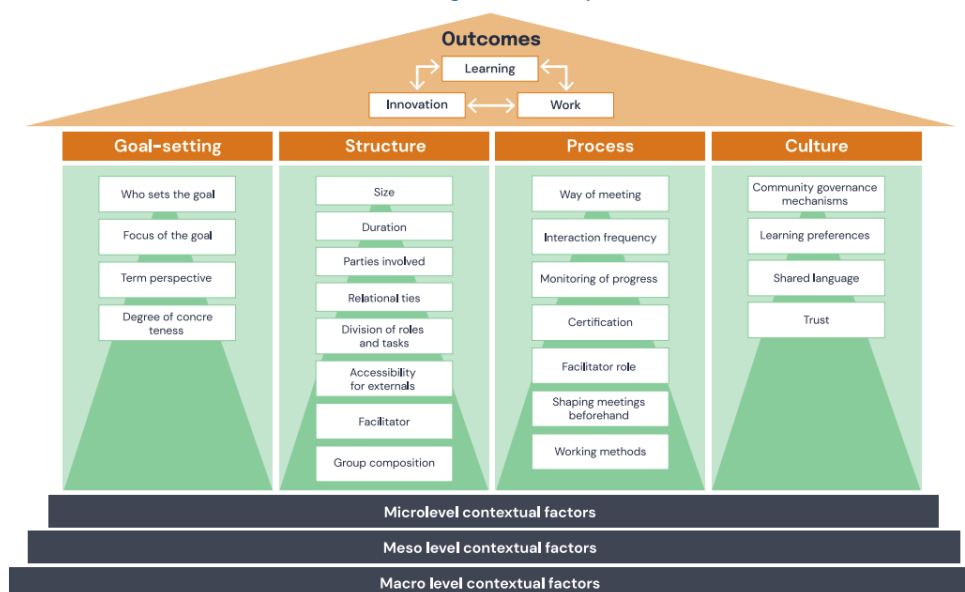 Outcomes
Learning
Innovation
Work
Goal-setting
Structure
Process
Culture
Who sets the goal
Focus of the goal
Term perspective
Degree of concre
teness
Size
Duration
Parties involved
Relational ties
Division of roles
and tasks
Accessibility
for externals
Facilitator
Group composition
Way of meeting
Interaction frequency
Monitoring of progress
Certification
Facilitator role
Shaping meetings
beforehand
Working methods
Community governance
mechanisms
Learning preferences
Shared language
Trust
Microlevel contextual factors
Meso level contextual factors
Macro level contextual factors